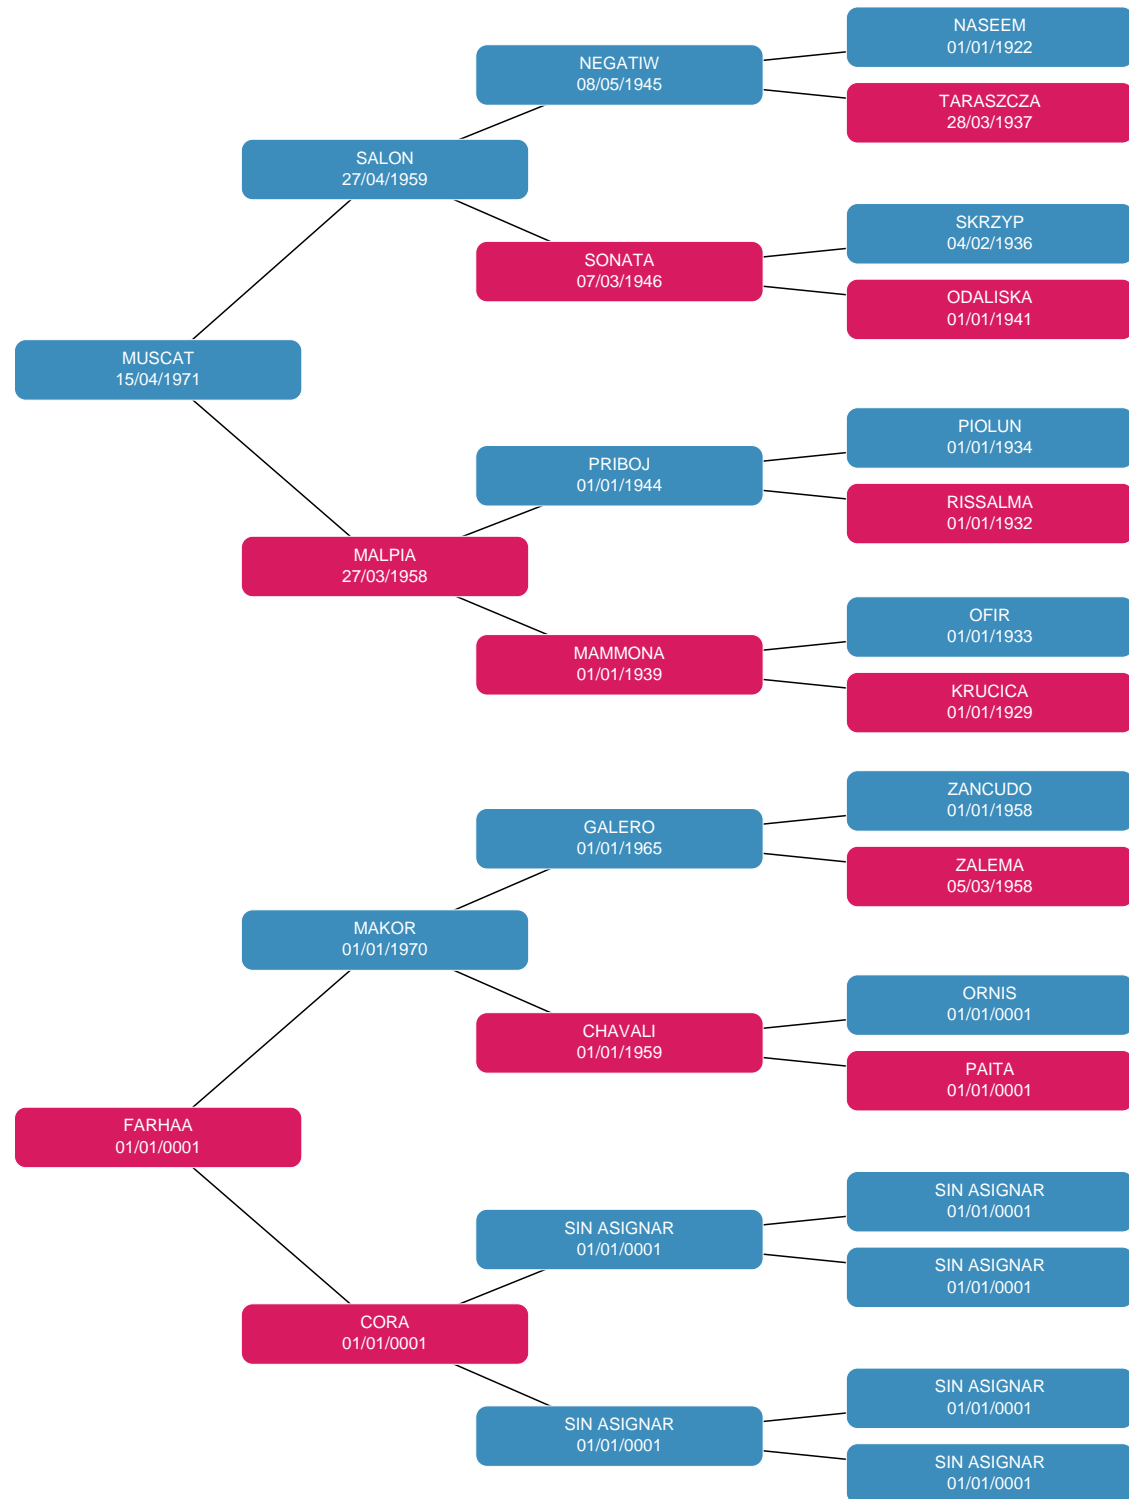 NASEEM
01/01/1922
NEGATIW
08/05/1945
TARASZCZA
28/03/1937
SALON
27/04/1959
SKRZYP
04/02/1936
SONATA
07/03/1946
ODALISKA
01/01/1941
MUSCAT
15/04/1971
PIOLUN
01/01/1934
PRIBOJ
01/01/1944
RISSALMA
01/01/1932
MALPIA
27/03/1958
OFIR
01/01/1933
MAMMONA
01/01/1939
KRUCICA
01/01/1929
ZANCUDO
01/01/1958
GALERO
01/01/1965
ZALEMA
05/03/1958
MAKOR
01/01/1970
ORNIS
01/01/0001
CHAVALI
01/01/1959
PAITA
01/01/0001
FARHAA
01/01/0001
SIN ASIGNAR
01/01/0001
SIN ASIGNAR
01/01/0001
SIN ASIGNAR
01/01/0001
CORA
01/01/0001
SIN ASIGNAR
01/01/0001
SIN ASIGNAR
01/01/0001
SIN ASIGNAR
01/01/0001